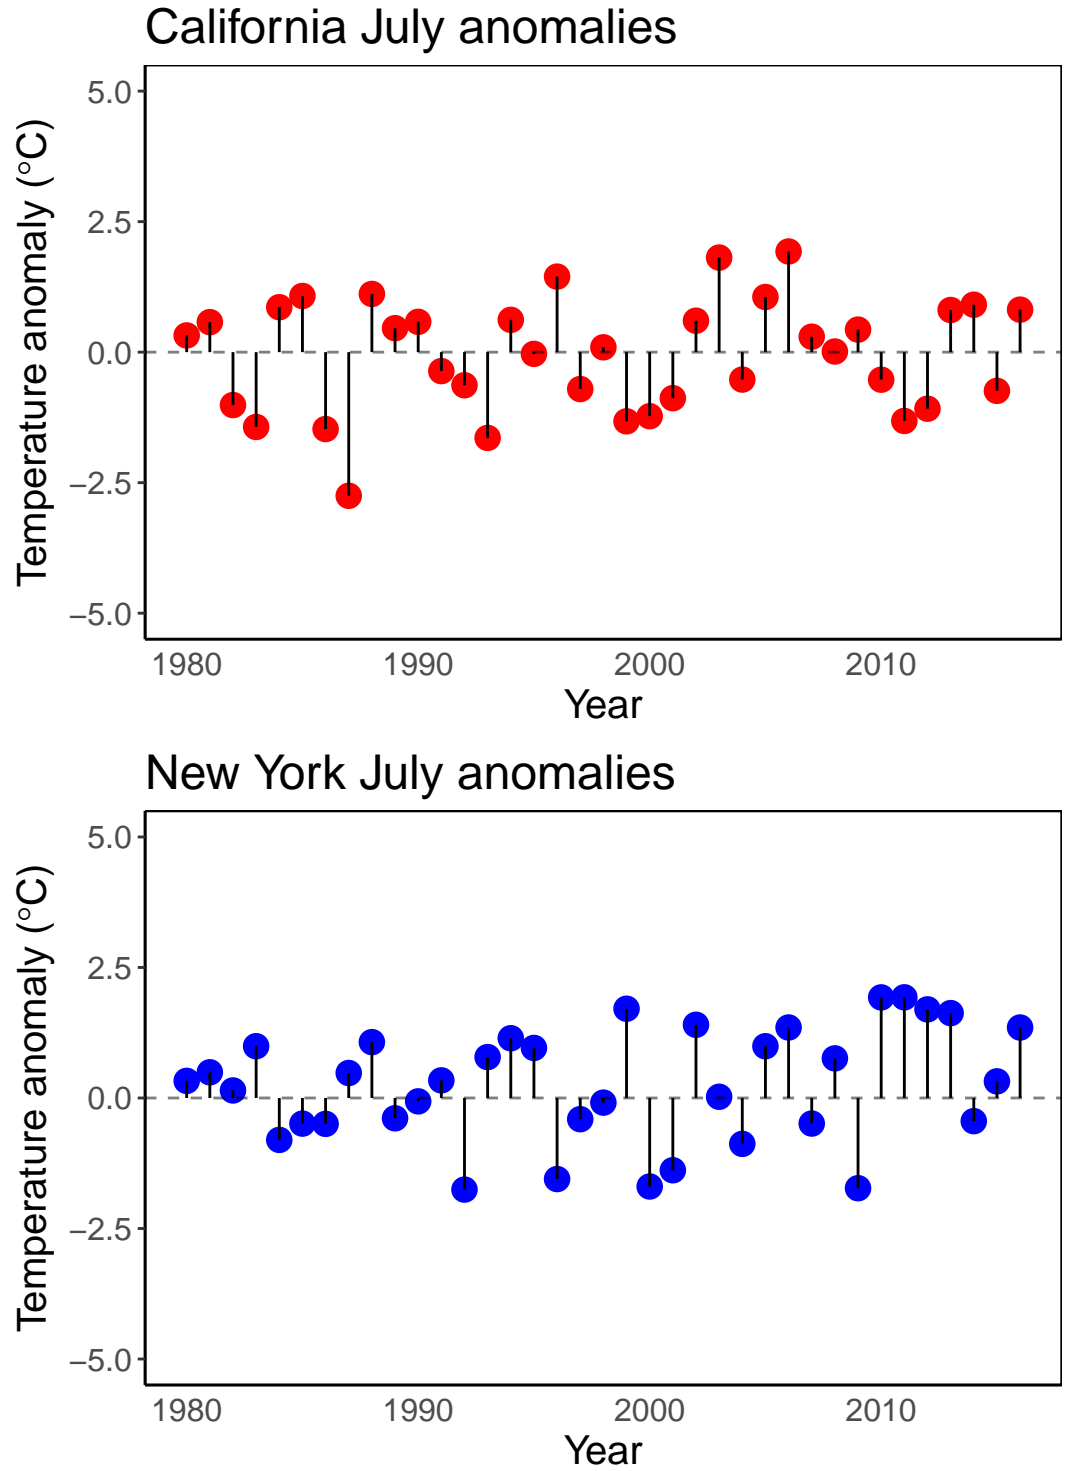 California July anomalies
5.0
2.5
0.0
−2.5
−5.0
Temperature anomaly (°C)
1980 1990 2000 2010
Year
New York July anomalies
5.0
2.5
0.0
−2.5
−5.0
Temperature anomaly (°C)
1980 1990 2000 2010
Year